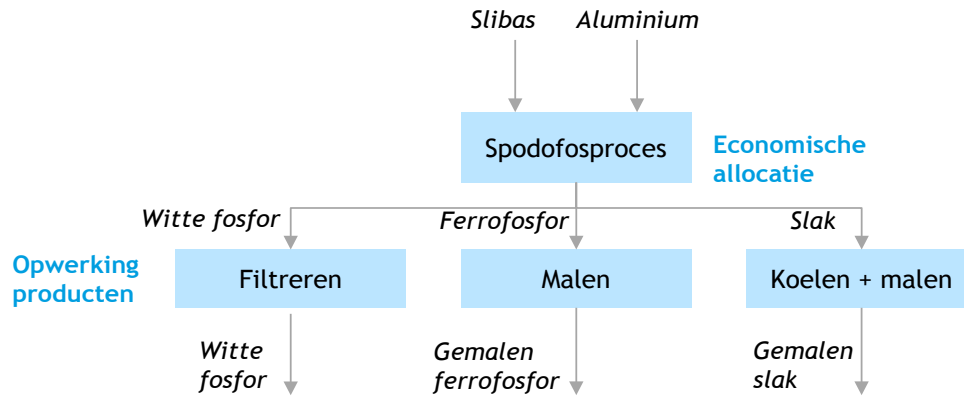 Slibas Aluminium
Spodofosproces
Economische
allocatie
Witte fosfor Ferrofosfor Slak
Opwerking
producten
Filtreren Malen Koelen + malen
Witte
fosfor
Gemalen
ferrofosfor
Gemalen
slak